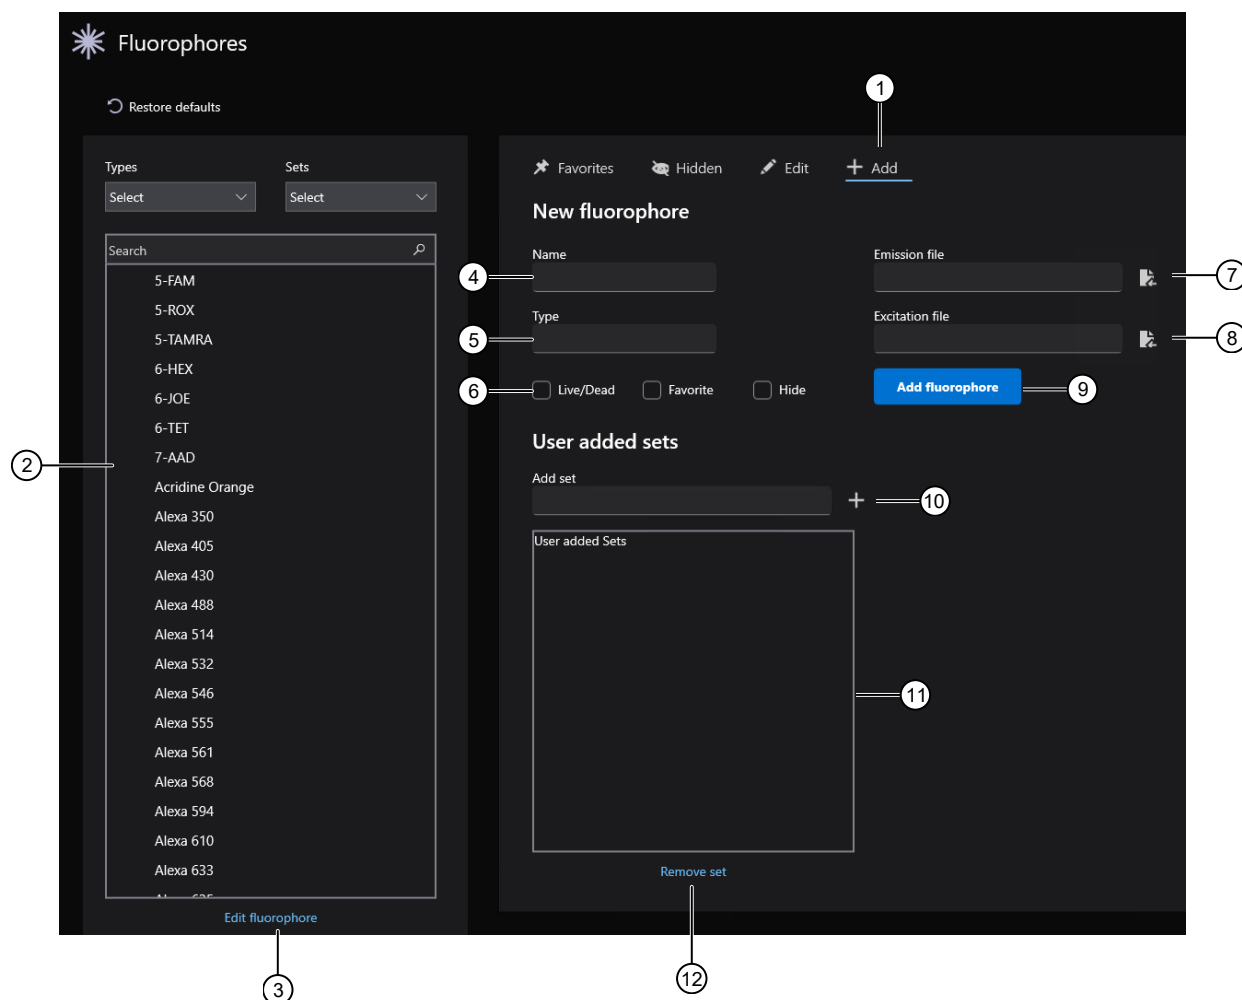 Fluorophores
1
Restore defaults
Types
Sets
Select
Select
Search
5-FAM
5-ROX
5-TAMRA
6-HEX
6-JOE
6-TET
7-AAD
Acridine Orange
Alexa 350
Alexa 405
Alexa 430
Alexa 488
Alexa 514
Alexa 532
Alexa 546
Alexa 555
Alexa 561
Alexa 568
Alexa 594
Alexa 610
Alexa 633
2
Edit fluorophore
3
Favorites
Hidden
Edit
Add
New fluorophore
Name
4
Emission file
7
Type
5
Excitation file
8
6
Live/Dead
Favorite
Hide
Add fluorophore
9
User added sets
Add set
10
User added Sets
11
Remove set
12